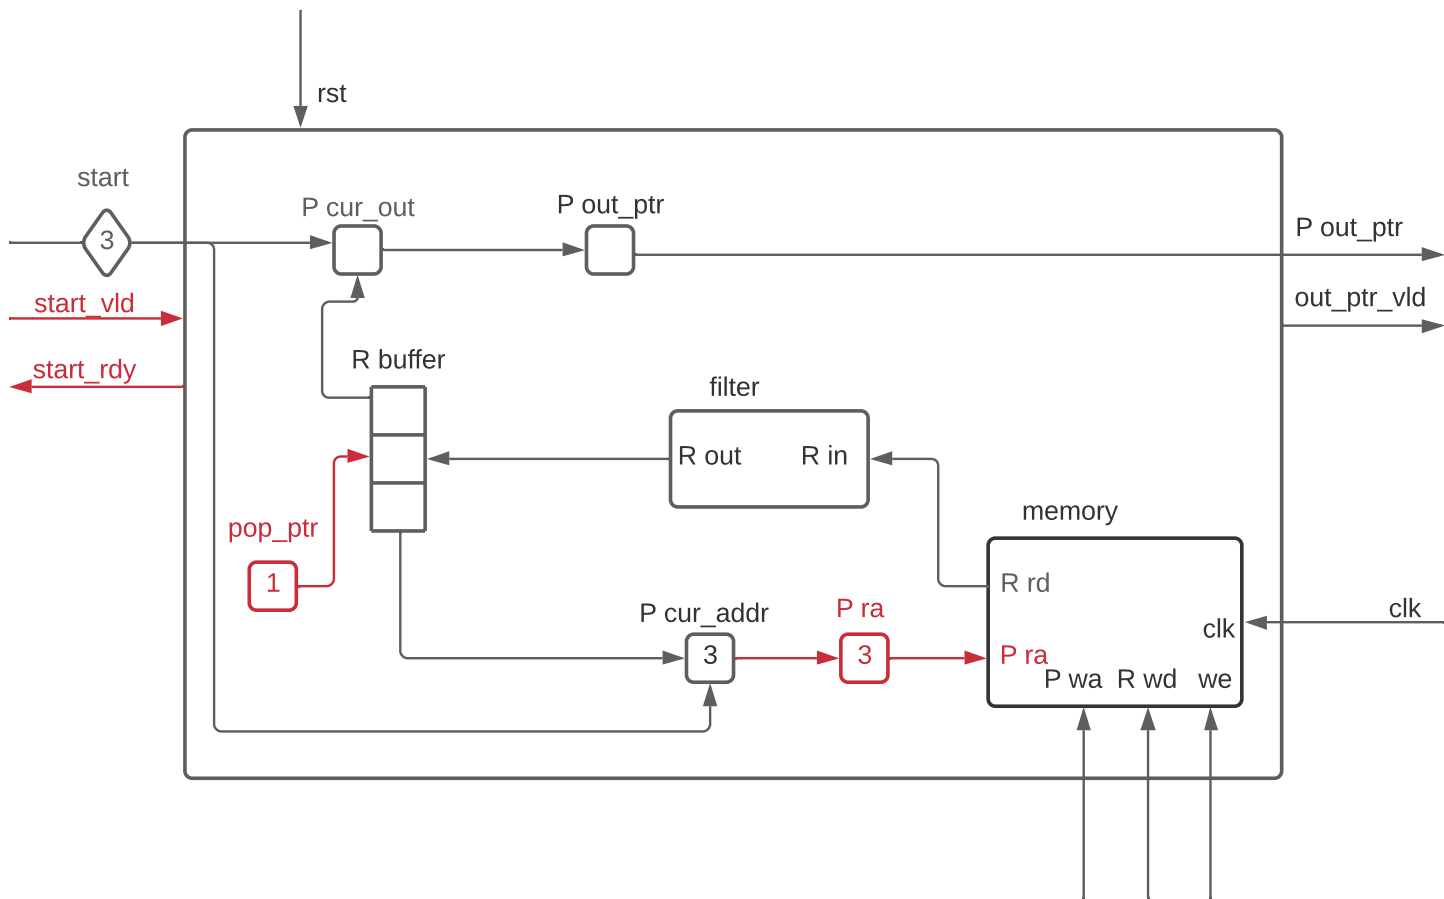 rst
start
3
P cur_out
P out_ptr
P out_ptr
start_vld
out_ptr_vld
start_rdy
R buffer
filter
R out
R in
pop_ptr
1
memory
R rd
clk
clk
P cur_addr
3
P ra
3
P ra
P wa
R wd
we